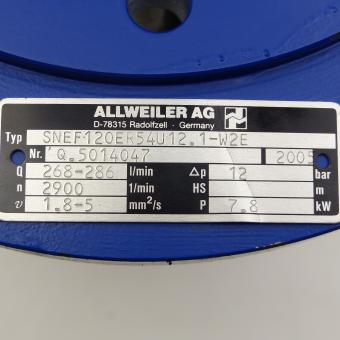 ALLWEILER AG
D-78315 Radolfzell · Germany
Typ SNEF120ER54U12.1-W2E
Nr. Q.5014047 2005
Q 268-286 l/min Δp 12 bar
n 2900 1/min HS m
ν 1.8-5 mm²/s P 7.8 kW